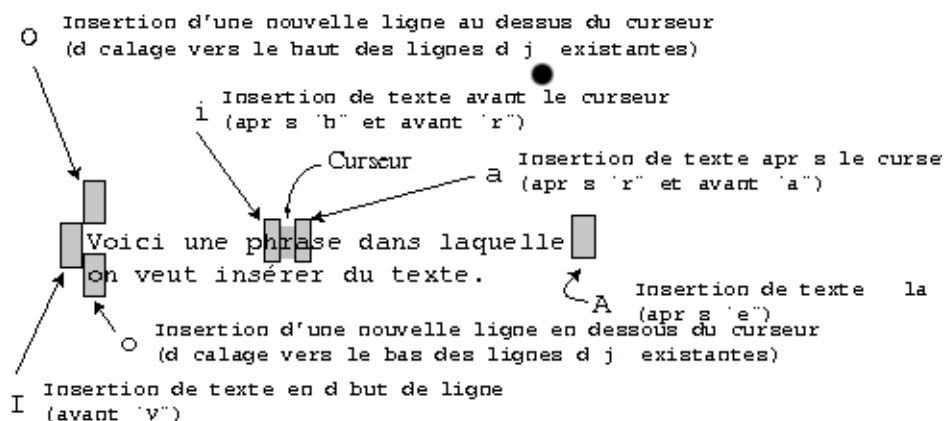 O Insertion d'une nouvelle ligne au dessus du curseur
(d calage vers le haut des lignes d j existantes)
i Insertion de texte avant le curseur
(apr s ¨h¨ et avant ¨r¨)
Curseur
a Insertion de texte apr s le curse
(apr s ¨r¨ et avant ¨a¨)
Voici une phrase dans laquelle
on veut insérer du texte.
A Insertion de texte la
(apr s ¨e¨)
o Insertion d'une nouvelle ligne en dessous du curseur
(d calage vers le bas des lignes d j existantes)
I Insertion de texte en d but de ligne
(avant ¨V¨)